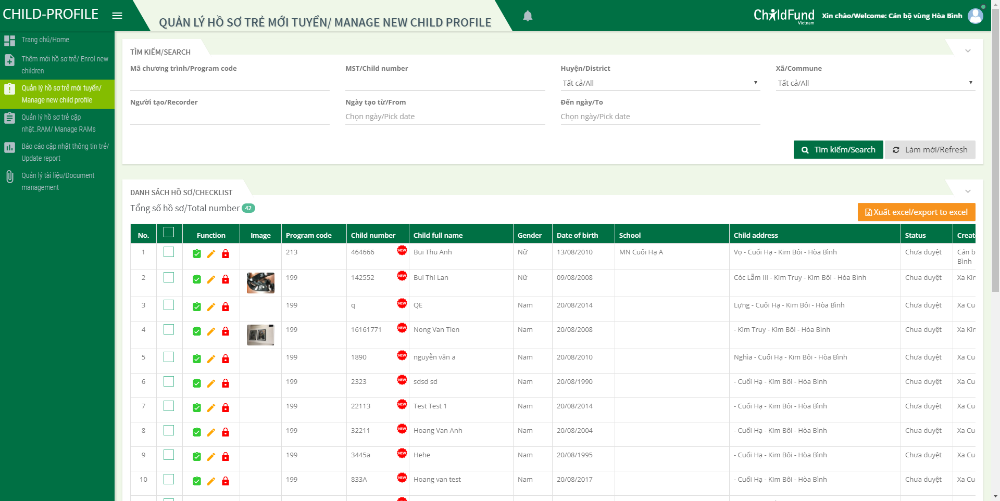 CHILD-PROFILE
QUẢN LÝ HỒ SƠ TRẺ MỚI TUYỂN/ MANAGE NEW CHILD PROFILE
ChildFund
Vietnam
Xin chào/Welcome: Cán bộ vùng Hòa Bình
Trang chủ/Home
Thêm mới hồ sơ trẻ/ Enrol new
children
Quản lý hồ sơ trẻ mới tuyển/
Manage new child profile
Quản lý hồ sơ trẻ cập
nhật_RAM/ Manage RAMs
Báo cáo cập nhật thông tin trẻ/
Update report
Quản lý tài liệu/Document
management
TÌM KIẾM/SEARCH
Mã chương trình/Program code MST/Child number Huyện/District Xã/Commune
Tất cả/All Tất cả/All
Người tạo/Recorder Ngày tạo từ/From Đến ngày/To
Chọn ngày/Pick date Chọn ngày/Pick date
Tìm kiếm/Search Làm mới/Refresh
DANH SÁCH HỒ SƠ/CHECKLIST
Tổng số hồ sơ/Total number 42
Xuất excel/export to excel
No. Function Image Program code Child number Child full name Gender Date of birth School Child address Status Creat
1 213 464666 NEW Bui Thu Anh Nữ 13/08/2010 MN Cuối Hạ A Vọ - Cuối Hạ - Kim Bôi - Hòa Bình Chưa duyệt Cán b
Bình
2 199 142552 NEW Bui Thi Lan Nữ 09/08/2008 Cóc Lẫm III - Kim Truy - Kim Bôi - Hòa Bình Chưa duyệt Xa Kin
3 199 q NEW QE Nam 20/08/2014 Lựng - Cuối Hạ - Kim Bôi - Hòa Bình Chưa duyệt Xa Cu
4 199 16161771 NEW Nong Van Tien Nam 20/08/2008 - Kim Truy - Kim Bôi - Hòa Bình Chưa duyệt Xa Kin
5 199 1890 NEW nguyễn văn a Nam 20/08/2010 Nghìa - Cuối Hạ - Kim Bôi - Hòa Bình Chưa duyệt Xa Cu
6 199 2323 NEW sdsd sd Nam 20/08/1990 - Cuối Hạ - Kim Bôi - Hòa Bình Chưa duyệt Xa Cu
7 199 22113 NEW Test Test 1 Nam 20/08/2014 - Cuối Hạ - Kim Bôi - Hòa Bình Chưa duyệt Xa Cu
8 199 32211 NEW Hoang Van Anh Nam 20/08/2004 - Cuối Hạ - Kim Bôi - Hòa Bình Chưa duyệt Xa Cu
9 199 3445a NEW Hehe Nam 20/08/1995 - Cuối Hạ - Kim Bôi - Hòa Bình Chưa duyệt Xa Cu
10 199 833A NEW Hoang van test Nam 20/08/2017 - Cuối Hạ - Kim Bôi - Hòa Bình Chưa duyệt Xa Cu